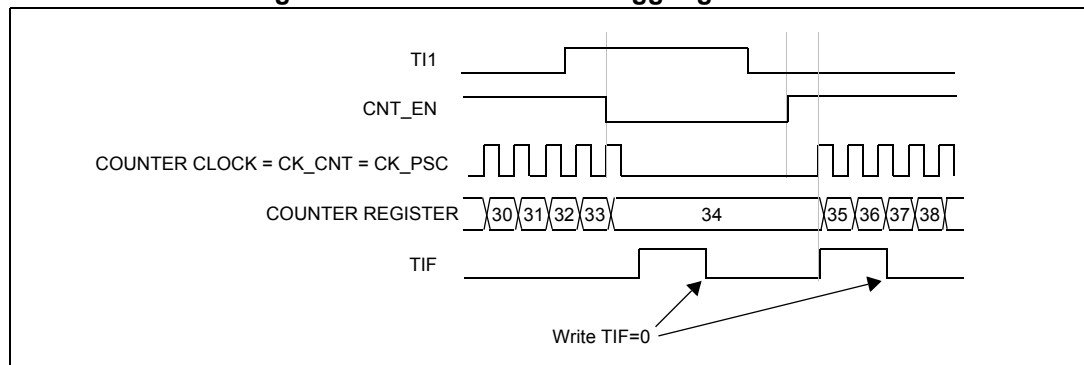 TI1
CNT_EN
COUNTER CLOCK = CK_CNT = CK_PSC
COUNTER REGISTER 30 31 32 33 34 35 36 37 38
TIF
Write TIF=0